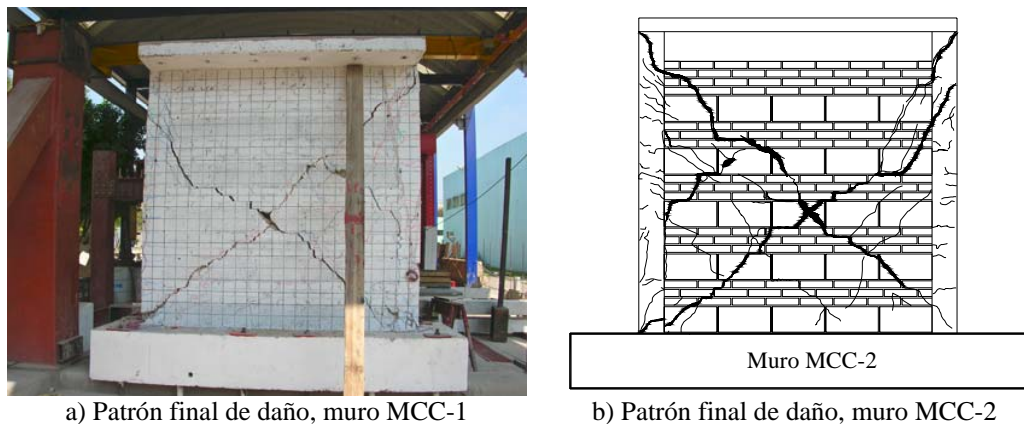 Muro MCC-2
a) Patrón final de daño, muro MCC-1
b) Patrón final de daño, muro MCC-2